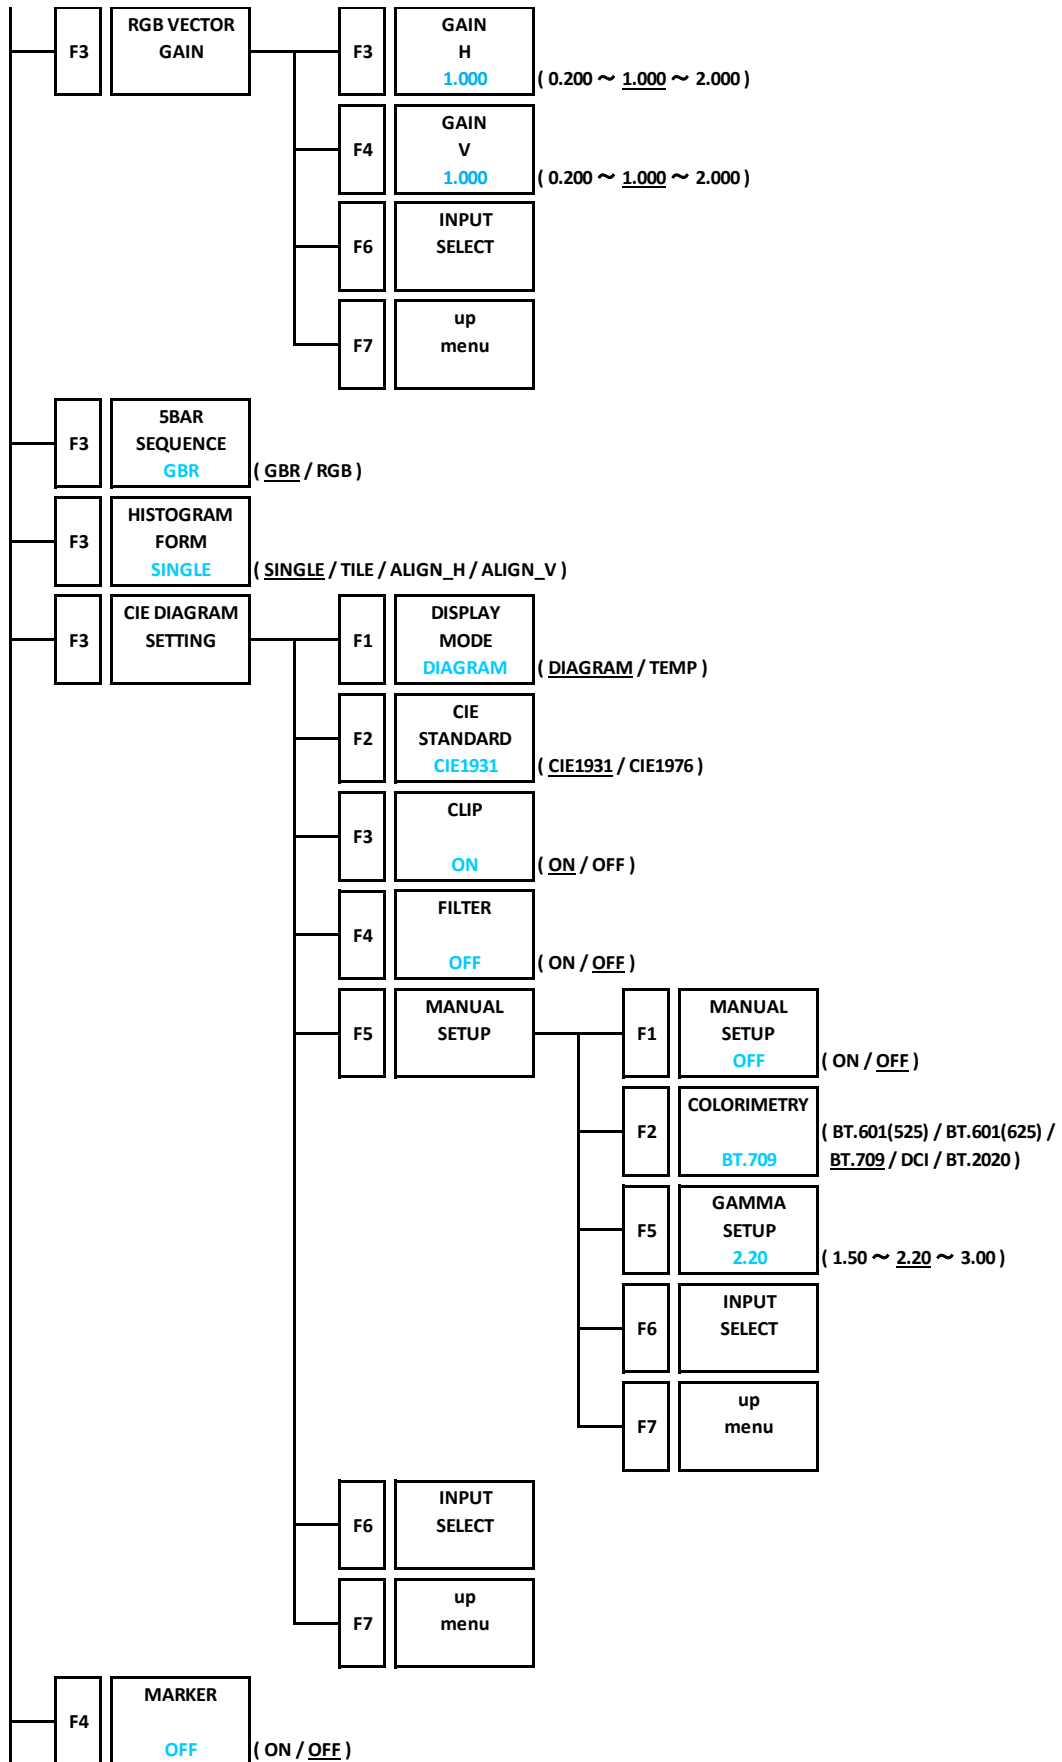 F3
RGB VECTOR
GAIN
F3
GAIN
H
1.000
( 0.200 ～ 1.000 ～ 2.000 )
F4
GAIN
V
1.000
( 0.200 ～ 1.000 ～ 2.000 )
F6
INPUT
SELECT
F7
up
menu
F3
5BAR
SEQUENCE
GBR
( GBR / RGB )
F3
HISTOGRAM
FORM
SINGLE
( SINGLE / TILE / ALIGN_H / ALIGN_V )
F3
CIE DIAGRAM
SETTING
F1
DISPLAY
MODE
DIAGRAM
( DIAGRAM / TEMP )
F2
CIE
STANDARD
CIE1931
( CIE1931 / CIE1976 )
F3
CLIP
ON
( ON / OFF )
F4
FILTER
OFF
( ON / OFF )
F5
MANUAL
SETUP
F1
MANUAL
SETUP
OFF
( ON / OFF )
F2
COLORIMETRY
BT.709
( BT.601(525) / BT.601(625) /
BT.709 / DCI / BT.2020 )
F5
GAMMA
SETUP
2.20
( 1.50 ～ 2.20 ～ 3.00 )
F6
INPUT
SELECT
F7
up
menu
F6
INPUT
SELECT
F7
up
menu
F4
MARKER
OFF
( ON / OFF )